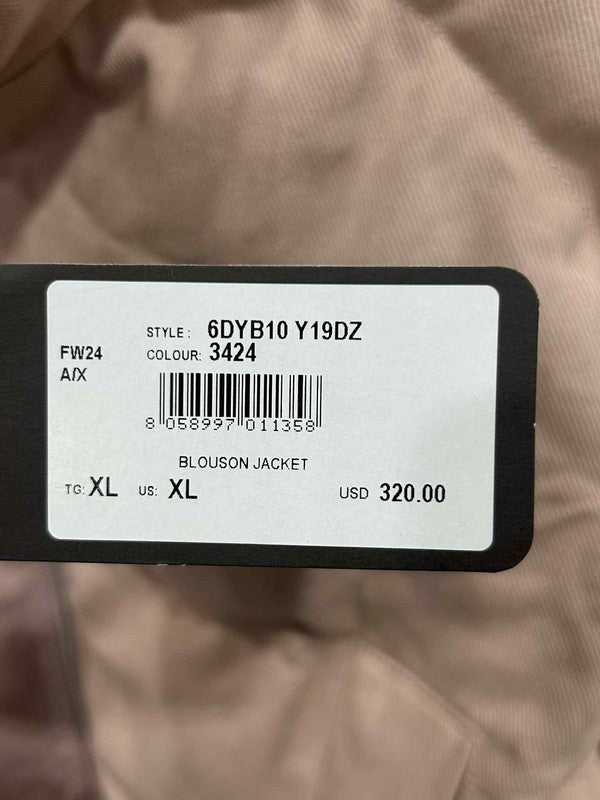 STYLE: 6DYB10 Y19DZ
FW24 COLOUR: 3424
A/X
8 058997 011358
BLOUSON JACKET
TG: XL US: XL USD 320.00